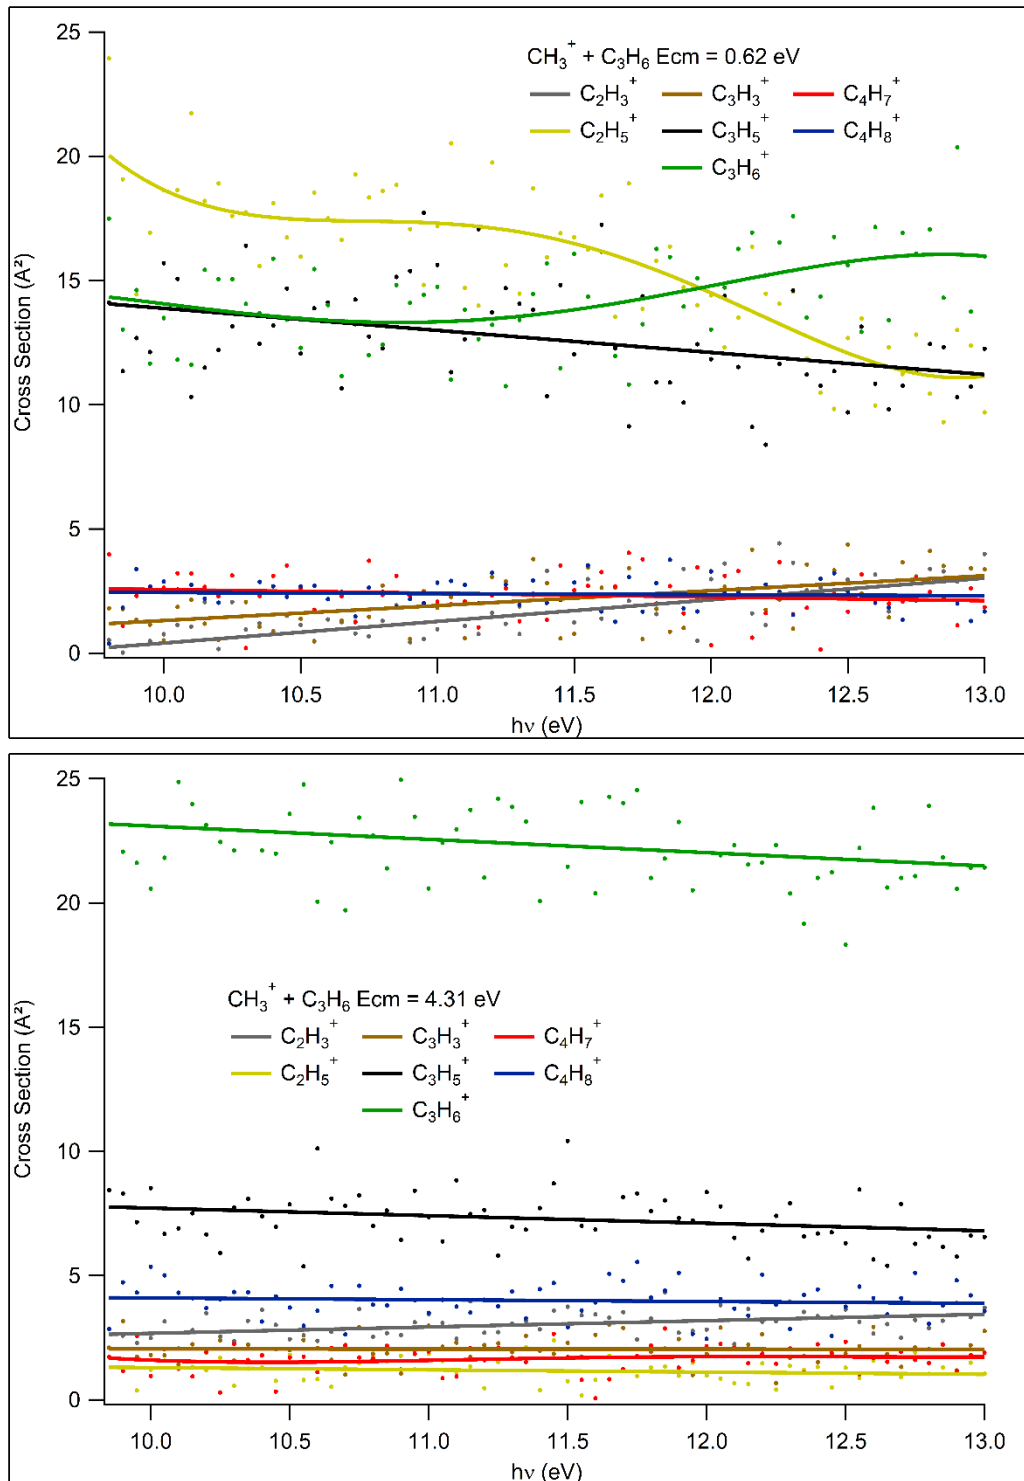 25
20
15
10
5
0
Cross Section (A²)
CH₃⁺ + C₃H₆ Ecm = 0.62 eV
C₂H₃⁺ C₃H₃⁺ C₄H₇⁺
C₂H₅⁺ C₃H₅⁺ C₄H₈⁺
C₃H₆⁺
10.0 10.5 11.0 11.5 12.0 12.5 13.0
hν (eV)
25
20
15
10
5
0
Cross Section (A²)
CH₃⁺ + C₃H₆ Ecm = 4.31 eV
C₂H₃⁺ C₃H₃⁺ C₄H₇⁺
C₂H₅⁺ C₃H₅⁺ C₄H₈⁺
C₃H₆⁺
10.0 10.5 11.0 11.5 12.0 12.5 13.0
hν (eV)